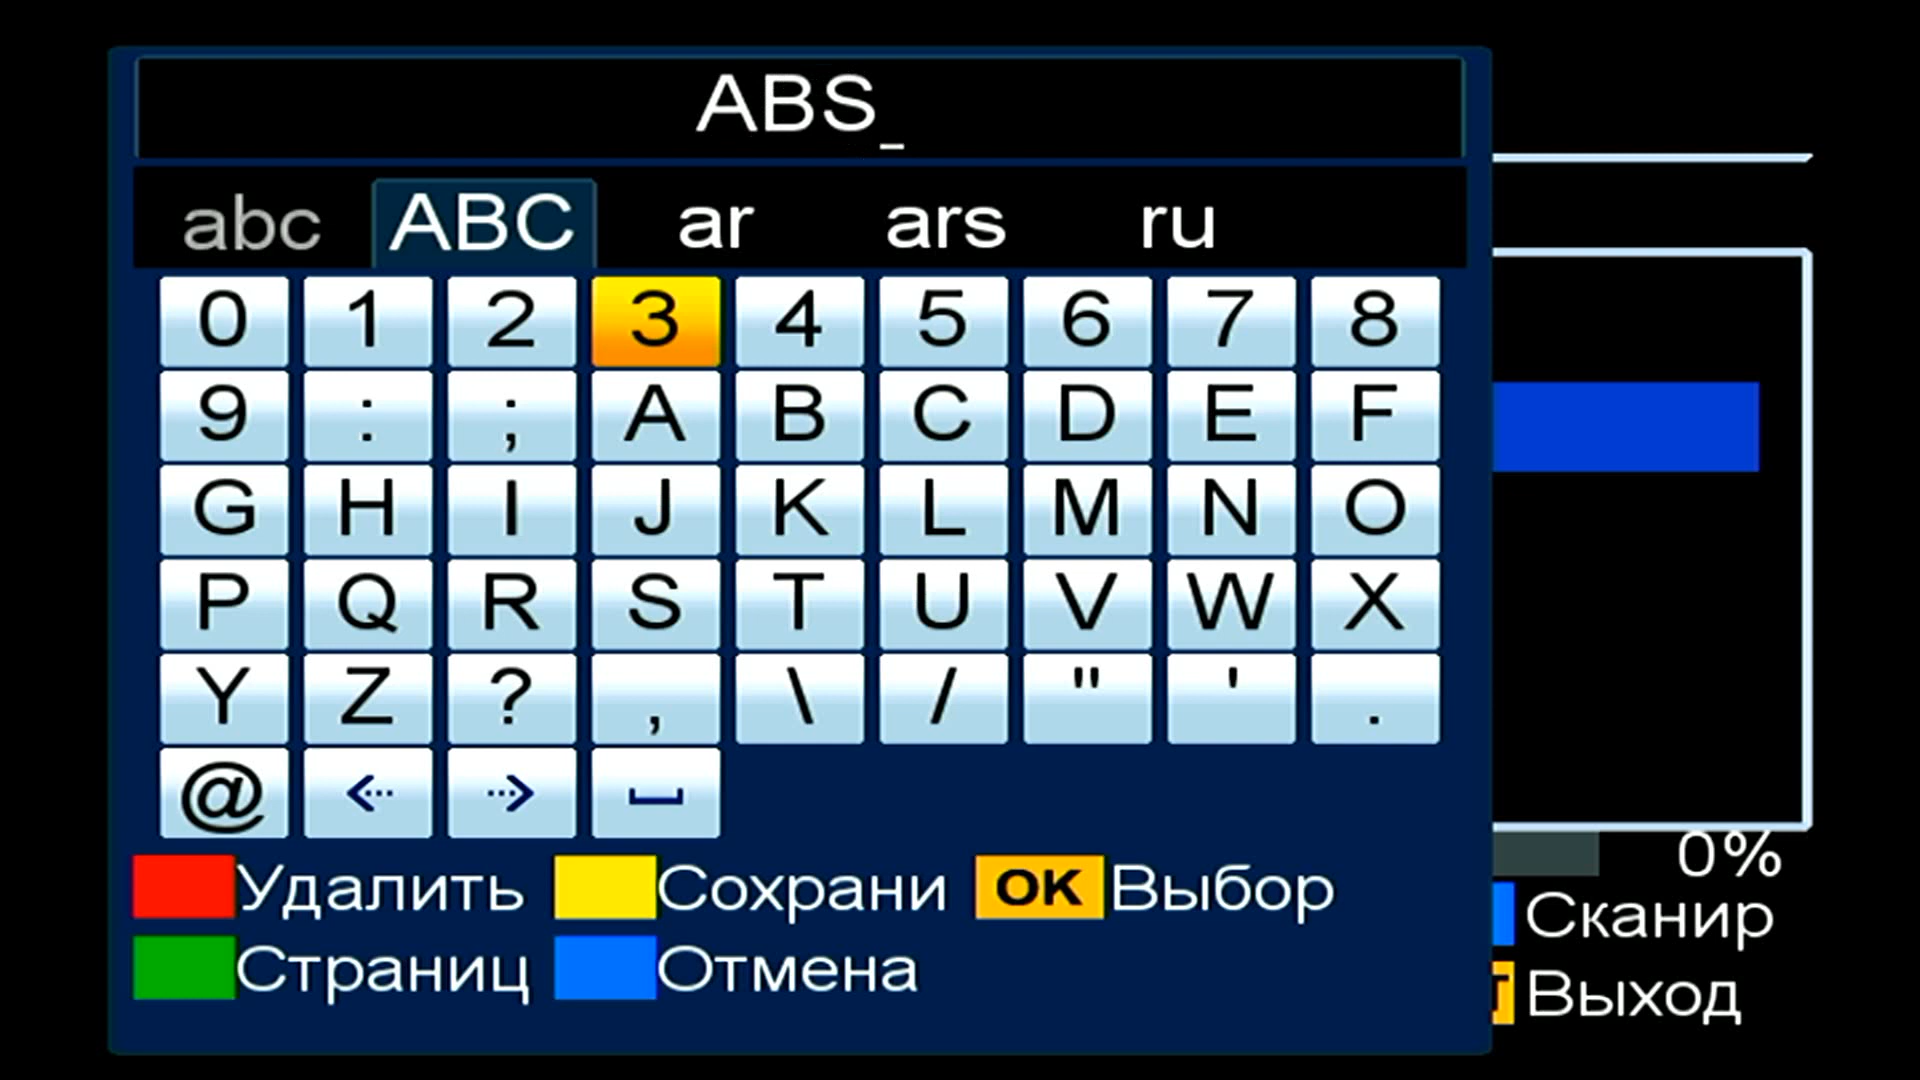 ABS_
abc ABC ar ars ru
0 1 2 3 4 5 6 7 8
9 : ; A B C D E F
G H I J K L M N O
P Q R S T U V W X
Y Z ? , \ / " ' .
@
0%
Удалить Сохрани OK Выбор
Сканир
Страниц Отмена
Выход